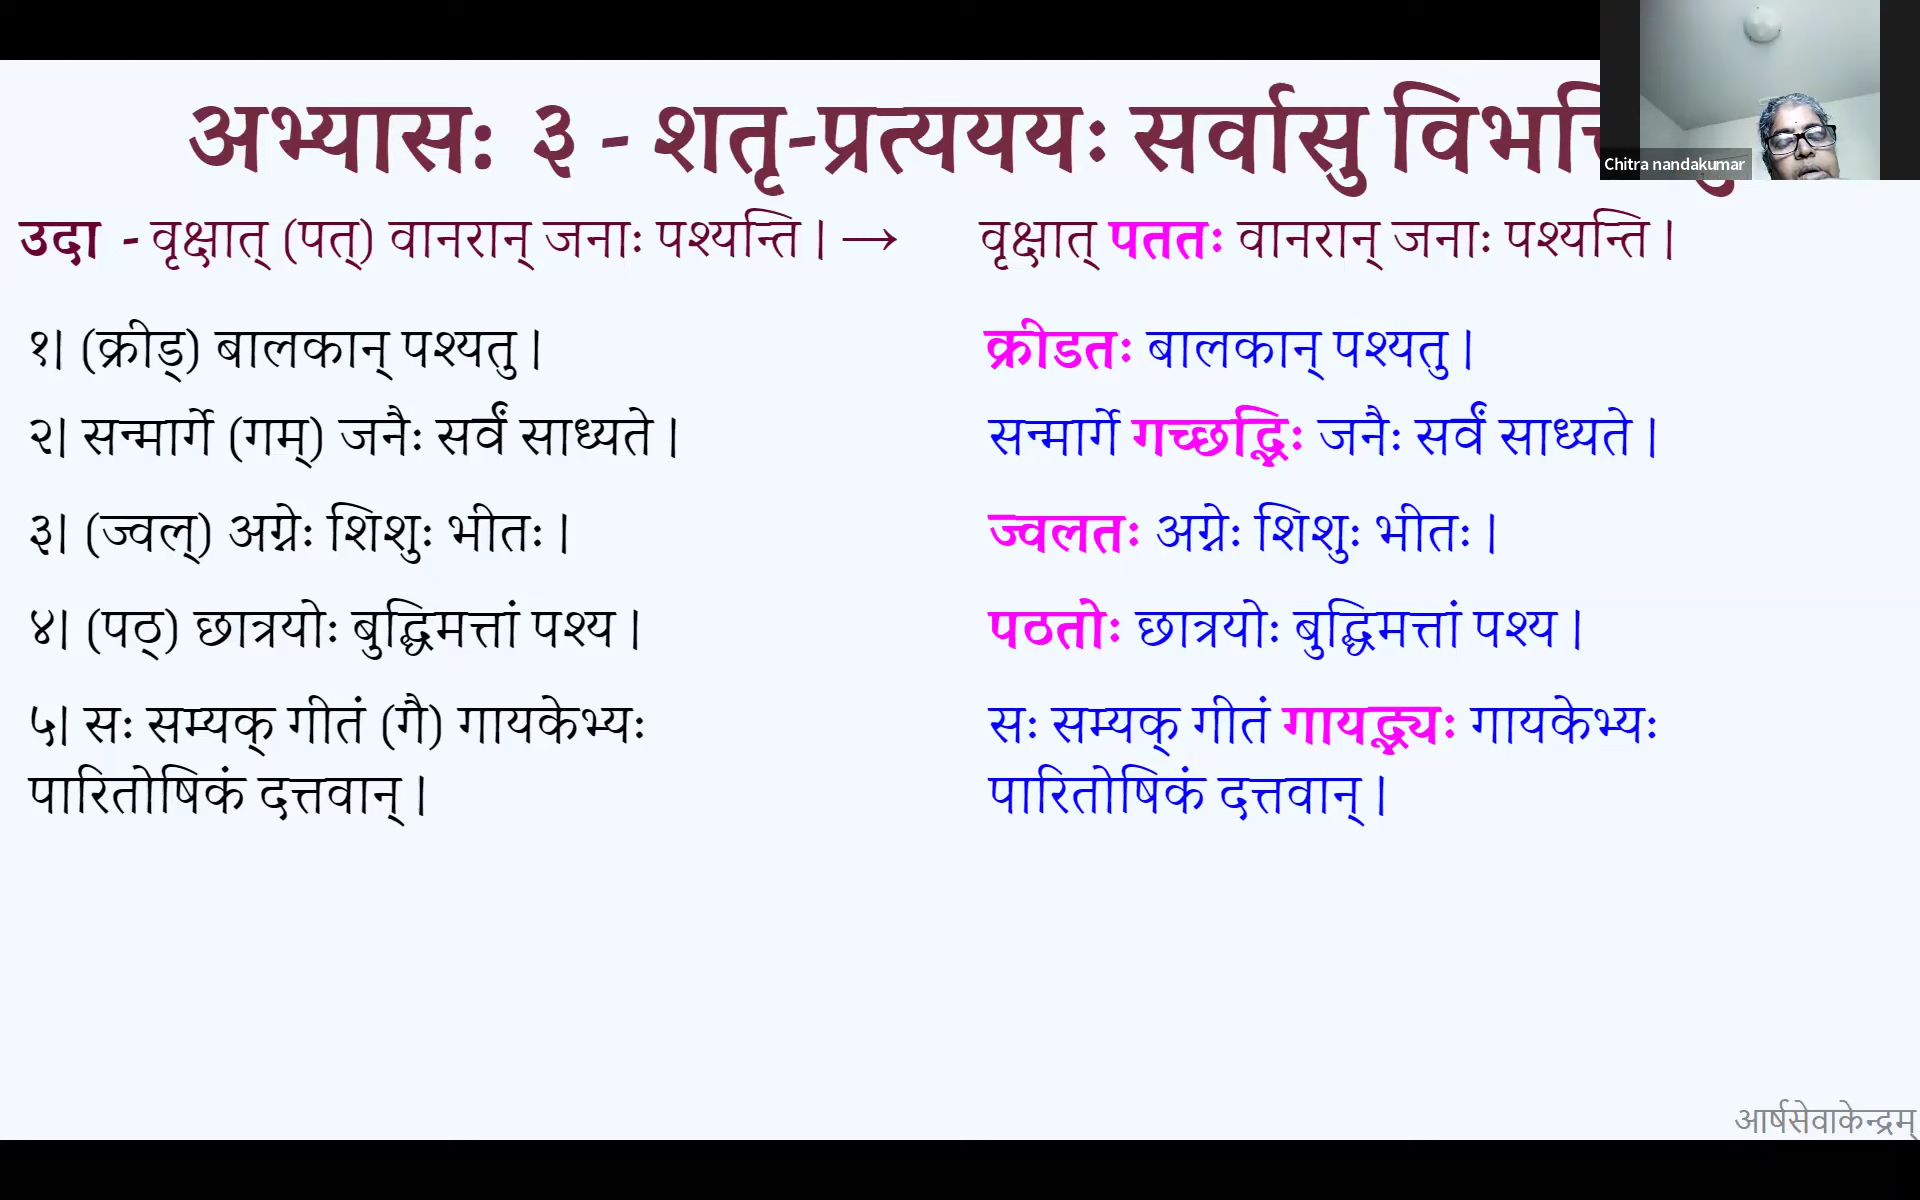 अभ्यासः ३ - शतृ-प्रत्यययः सर्वासु
Chitra nandakumar
उदा - वृक्षात् (पत्) वानरान् जनाः पश्यन्ति । → वृक्षात् पततः वानरान् जनाः पश्यन्ति ।
१। (क्रीड्) बालकान् पश्यतु । क्रीडतः बालकान् पश्यतु ।
२। सन्मार्गे (गम्) जनैः सर्वं साध्यते । सन्मार्गे गच्छद्भिः जनैः सर्वं साध्यते ।
३। (ज्वल्) अग्नेः शिशुः भीतः । ज्वलतः अग्नेः शिशुः भीतः ।
४। (पठ्) छात्रयोः बुद्धिमत्तां पश्य । पठतोः छात्रयोः बुद्धिमत्तां पश्य ।
५। सः सम्यक् गीतं (गै) गायकेभ्यः सः सम्यक् गीतं गायद्भ्यः गायकेभ्यः
पारितोषिकं दत्तवान् । पारितोषिकं दत्तवान् ।
आर्षसेवाकेन्द्रम्